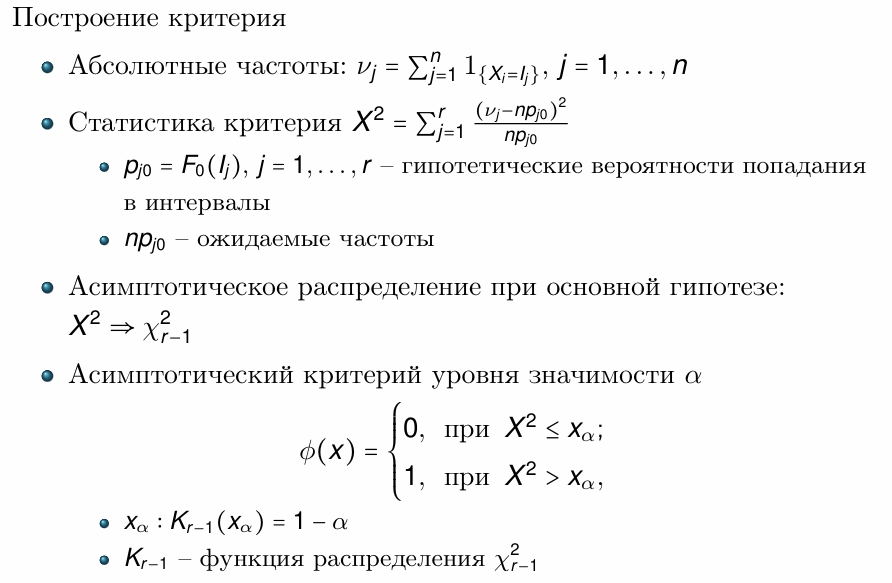 Построение критерия
Абсолютные частоты: ν_j = ∑_{j=1}^{n} 1_{{X_i=I_j}}, j = 1, . . . , n
Статистика критерия X² = ∑_{j=1}^{r} (ν_j−np_{j0})² / np_{j0}
p_{j0} = F₀(I_j), j = 1, . . . , r – гипотетические вероятности попадания
в интервалы
np_{j0} – ожидаемые частоты
Асимптотическое распределение при основной гипотезе:
X² ⇒ χ²_{r−1}
Асимптотический критерий уровня значимости α
ϕ(x) = { 0, при X² ≤ x_α;
1, при X² > x_α,
x_α : K_{r−1}(x_α) = 1 − α
K_{r−1} – функция распределения χ²_{r−1}